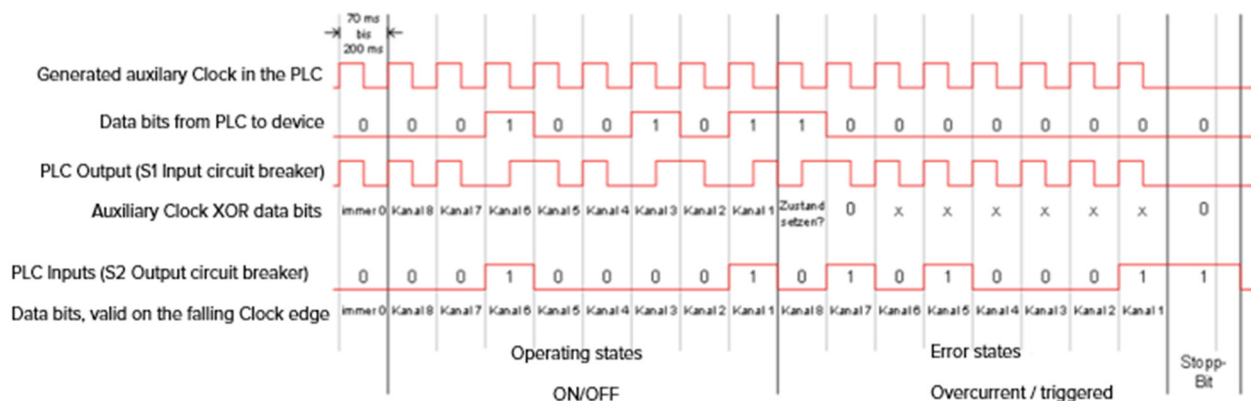 70 ms
bis
200 ms
Generated auxilary Clock in the PLC
Data bits from PLC to device
0 0 0 1 0 0 1 0 1 1 0 0 0 0 0 0 0 0
PLC Output (S1 Input circuit breaker)
Auxiliary Clock XOR data bits
immer 0 Kanal 8 Kanal 7 Kanal 6 Kanal 5 Kanal 4 Kanal 3 Kanal 2 Kanal 1 Zustand setzen? 0 x x x x x x 0
PLC Inputs (S2 Output circuit breaker)
0 0 0 1 0 0 0 0 1 0 1 0 1 0 0 0 1 1
Data bits, valid on the falling Clock edge
immer 0 Kanal 8 Kanal 7 Kanal 6 Kanal 5 Kanal 4 Kanal 3 Kanal 2 Kanal 1 Kanal 8 Kanal 7 Kanal 6 Kanal 5 Kanal 4 Kanal 3 Kanal 2 Kanal 1
Operating states
Error states
Stopp-
Bit
ON/OFF
Overcurrent / triggered